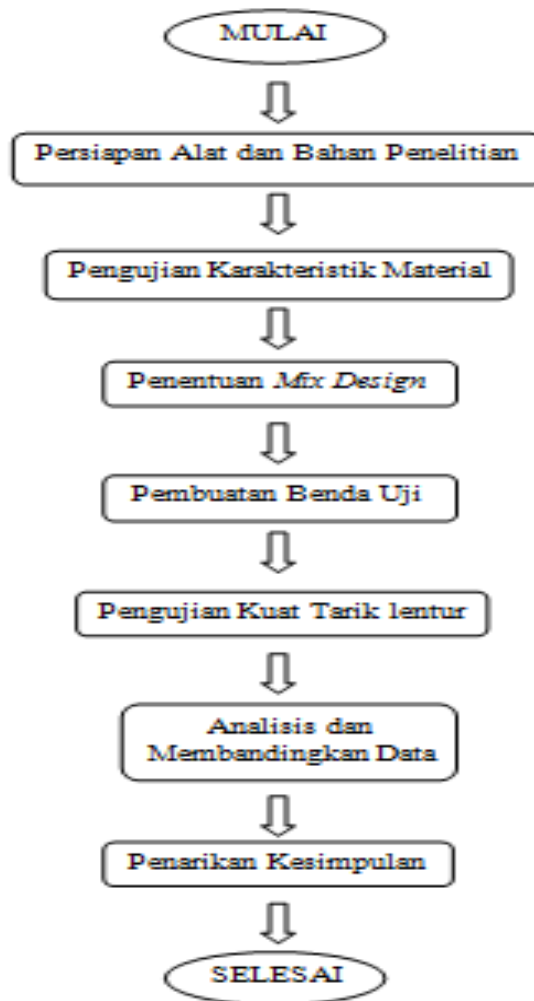 MULAI
Persiapan Alat dan Bahan Penelitian
Pengujian Karakteristik Material
Penentuan Mix Design
Pembuatan Benda Uji
Pengujian Kuat Tarik lentur
Analisis dan
Membandingkan Data
Penarikan Kesimpulan
SELESAI